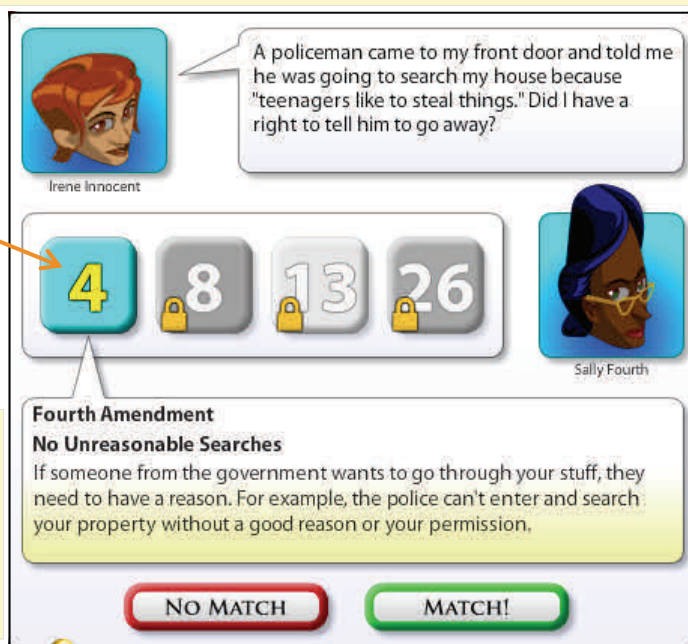 A policeman came to my front door and told me
he was going to search my house because
"teenagers like to steal things." Did I have a
right to tell him to go away?
Irene Innocent
4 8 13 26
Sally Fourth
Fourth Amendment
No Unreasonable Searches
If someone from the government wants to go through your stuff, they
need to have a reason. For example, the police can't enter and search
your property without a good reason or your permission.
NO MATCH MATCH!